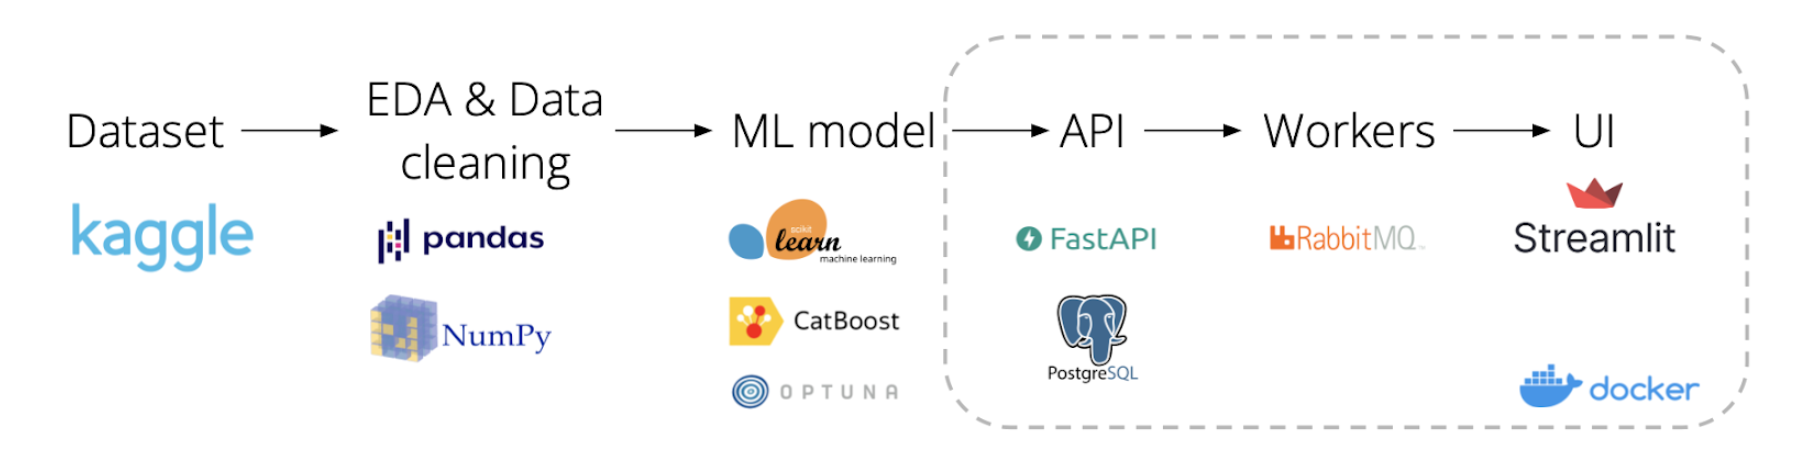 Dataset
EDA & Data
cleaning
ML model
API
Workers
UI
kaggle
pandas
NumPy
scikit
learn
machine learning
CatBoost
OPTUNA
FastAPI
PostgreSQL
RabbitMQ
Streamlit
docker